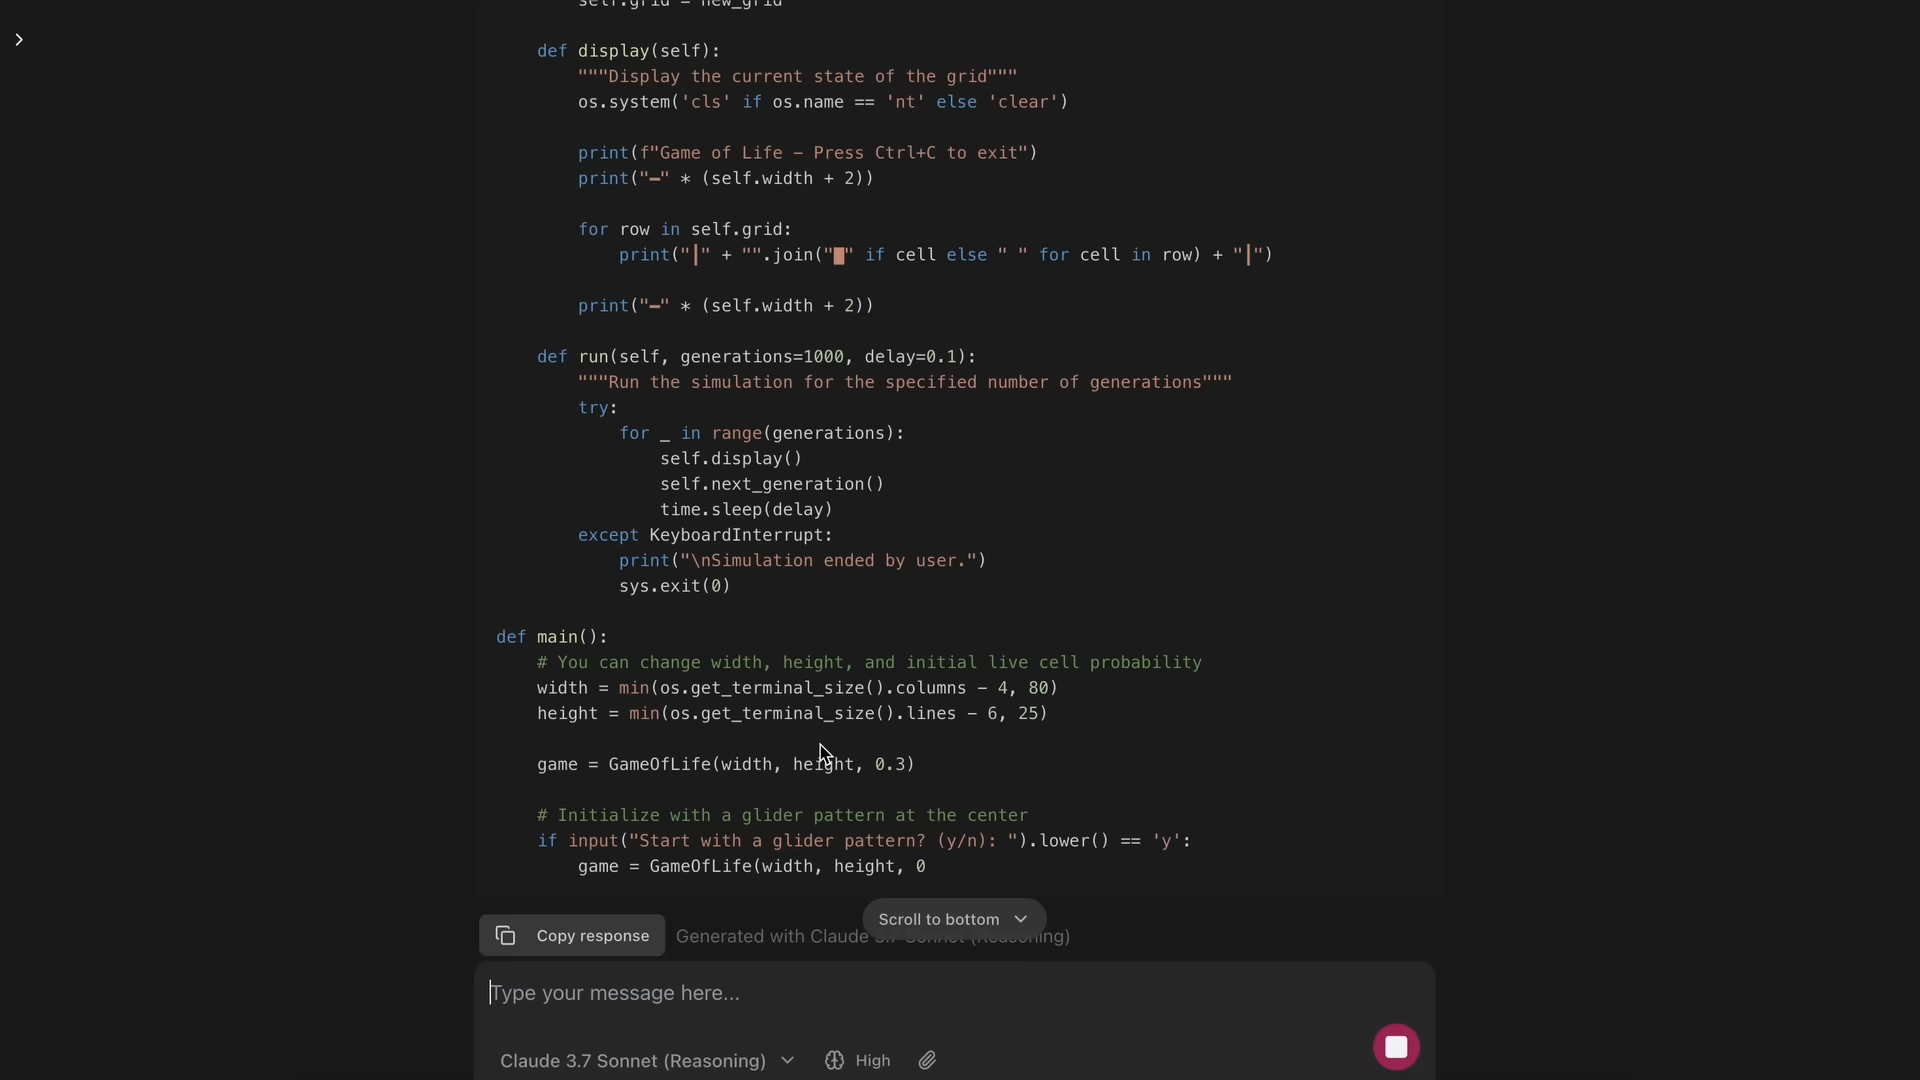 self.grid = new_grid
def display(self):
"""Display the current state of the grid"""
os.system('cls' if os.name == 'nt' else 'clear')
print(f"Game of Life – Press Ctrl+C to exit")
print("━" * (self.width + 2))
for row in self.grid:
print("┃" + "".join("█" if cell else " " for cell in row) + "┃")
print("━" * (self.width + 2))
def run(self, generations=1000, delay=0.1):
"""Run the simulation for the specified number of generations"""
try:
for _ in range(generations):
self.display()
self.next_generation()
time.sleep(delay)
except KeyboardInterrupt:
print("\nSimulation ended by user.")
sys.exit(0)
def main():
# You can change width, height, and initial live cell probability
width = min(os.get_terminal_size().columns – 4, 80)
height = min(os.get_terminal_size().lines – 6, 25)
game = GameOfLife(width, height, 0.3)
# Initialize with a glider pattern at the center
if input("Start with a glider pattern? (y/n): ").lower() == 'y':
game = GameOfLife(width, height, 0
Scroll to bottom
Copy response Generated with Claude 3.7 Sonnet (Reasoning)
Type your message here...
Claude 3.7 Sonnet (Reasoning) High